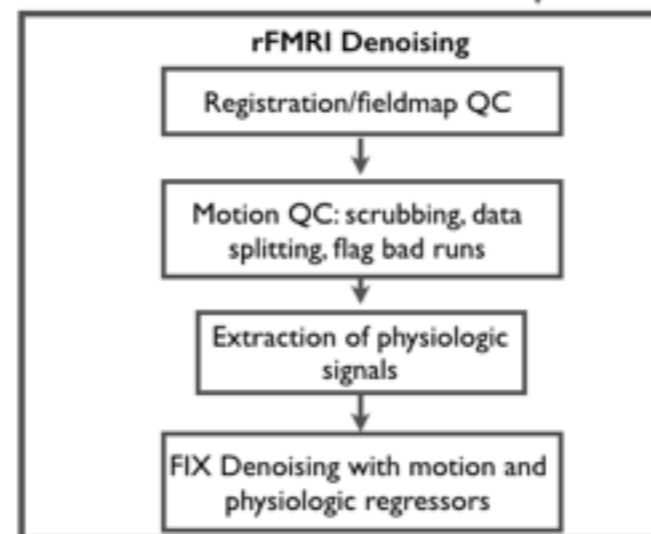 rFMRI Denoising
Registration/fieldmap QC
Motion QC: scrubbing, data
splitting, flag bad runs
Extraction of physiologic
signals
FIX Denoising with motion and
physiologic regressors